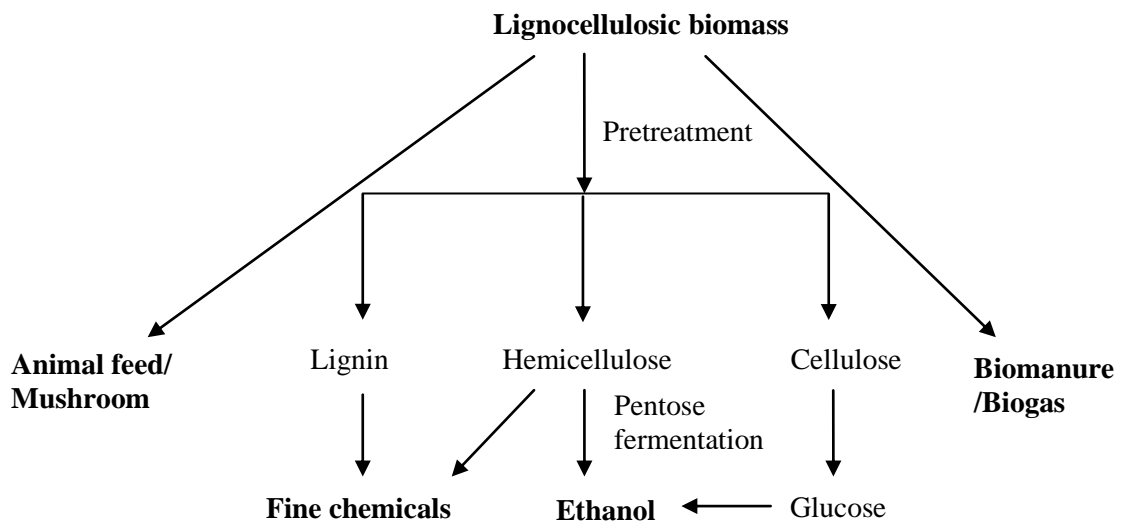 Lignocellulosic biomass
Pretreatment
Animal feed/
Mushroom
Lignin
Hemicellulose
Cellulose
Biomanure
/Biogas
Pentose
fermentation
Fine chemicals
Ethanol
Glucose